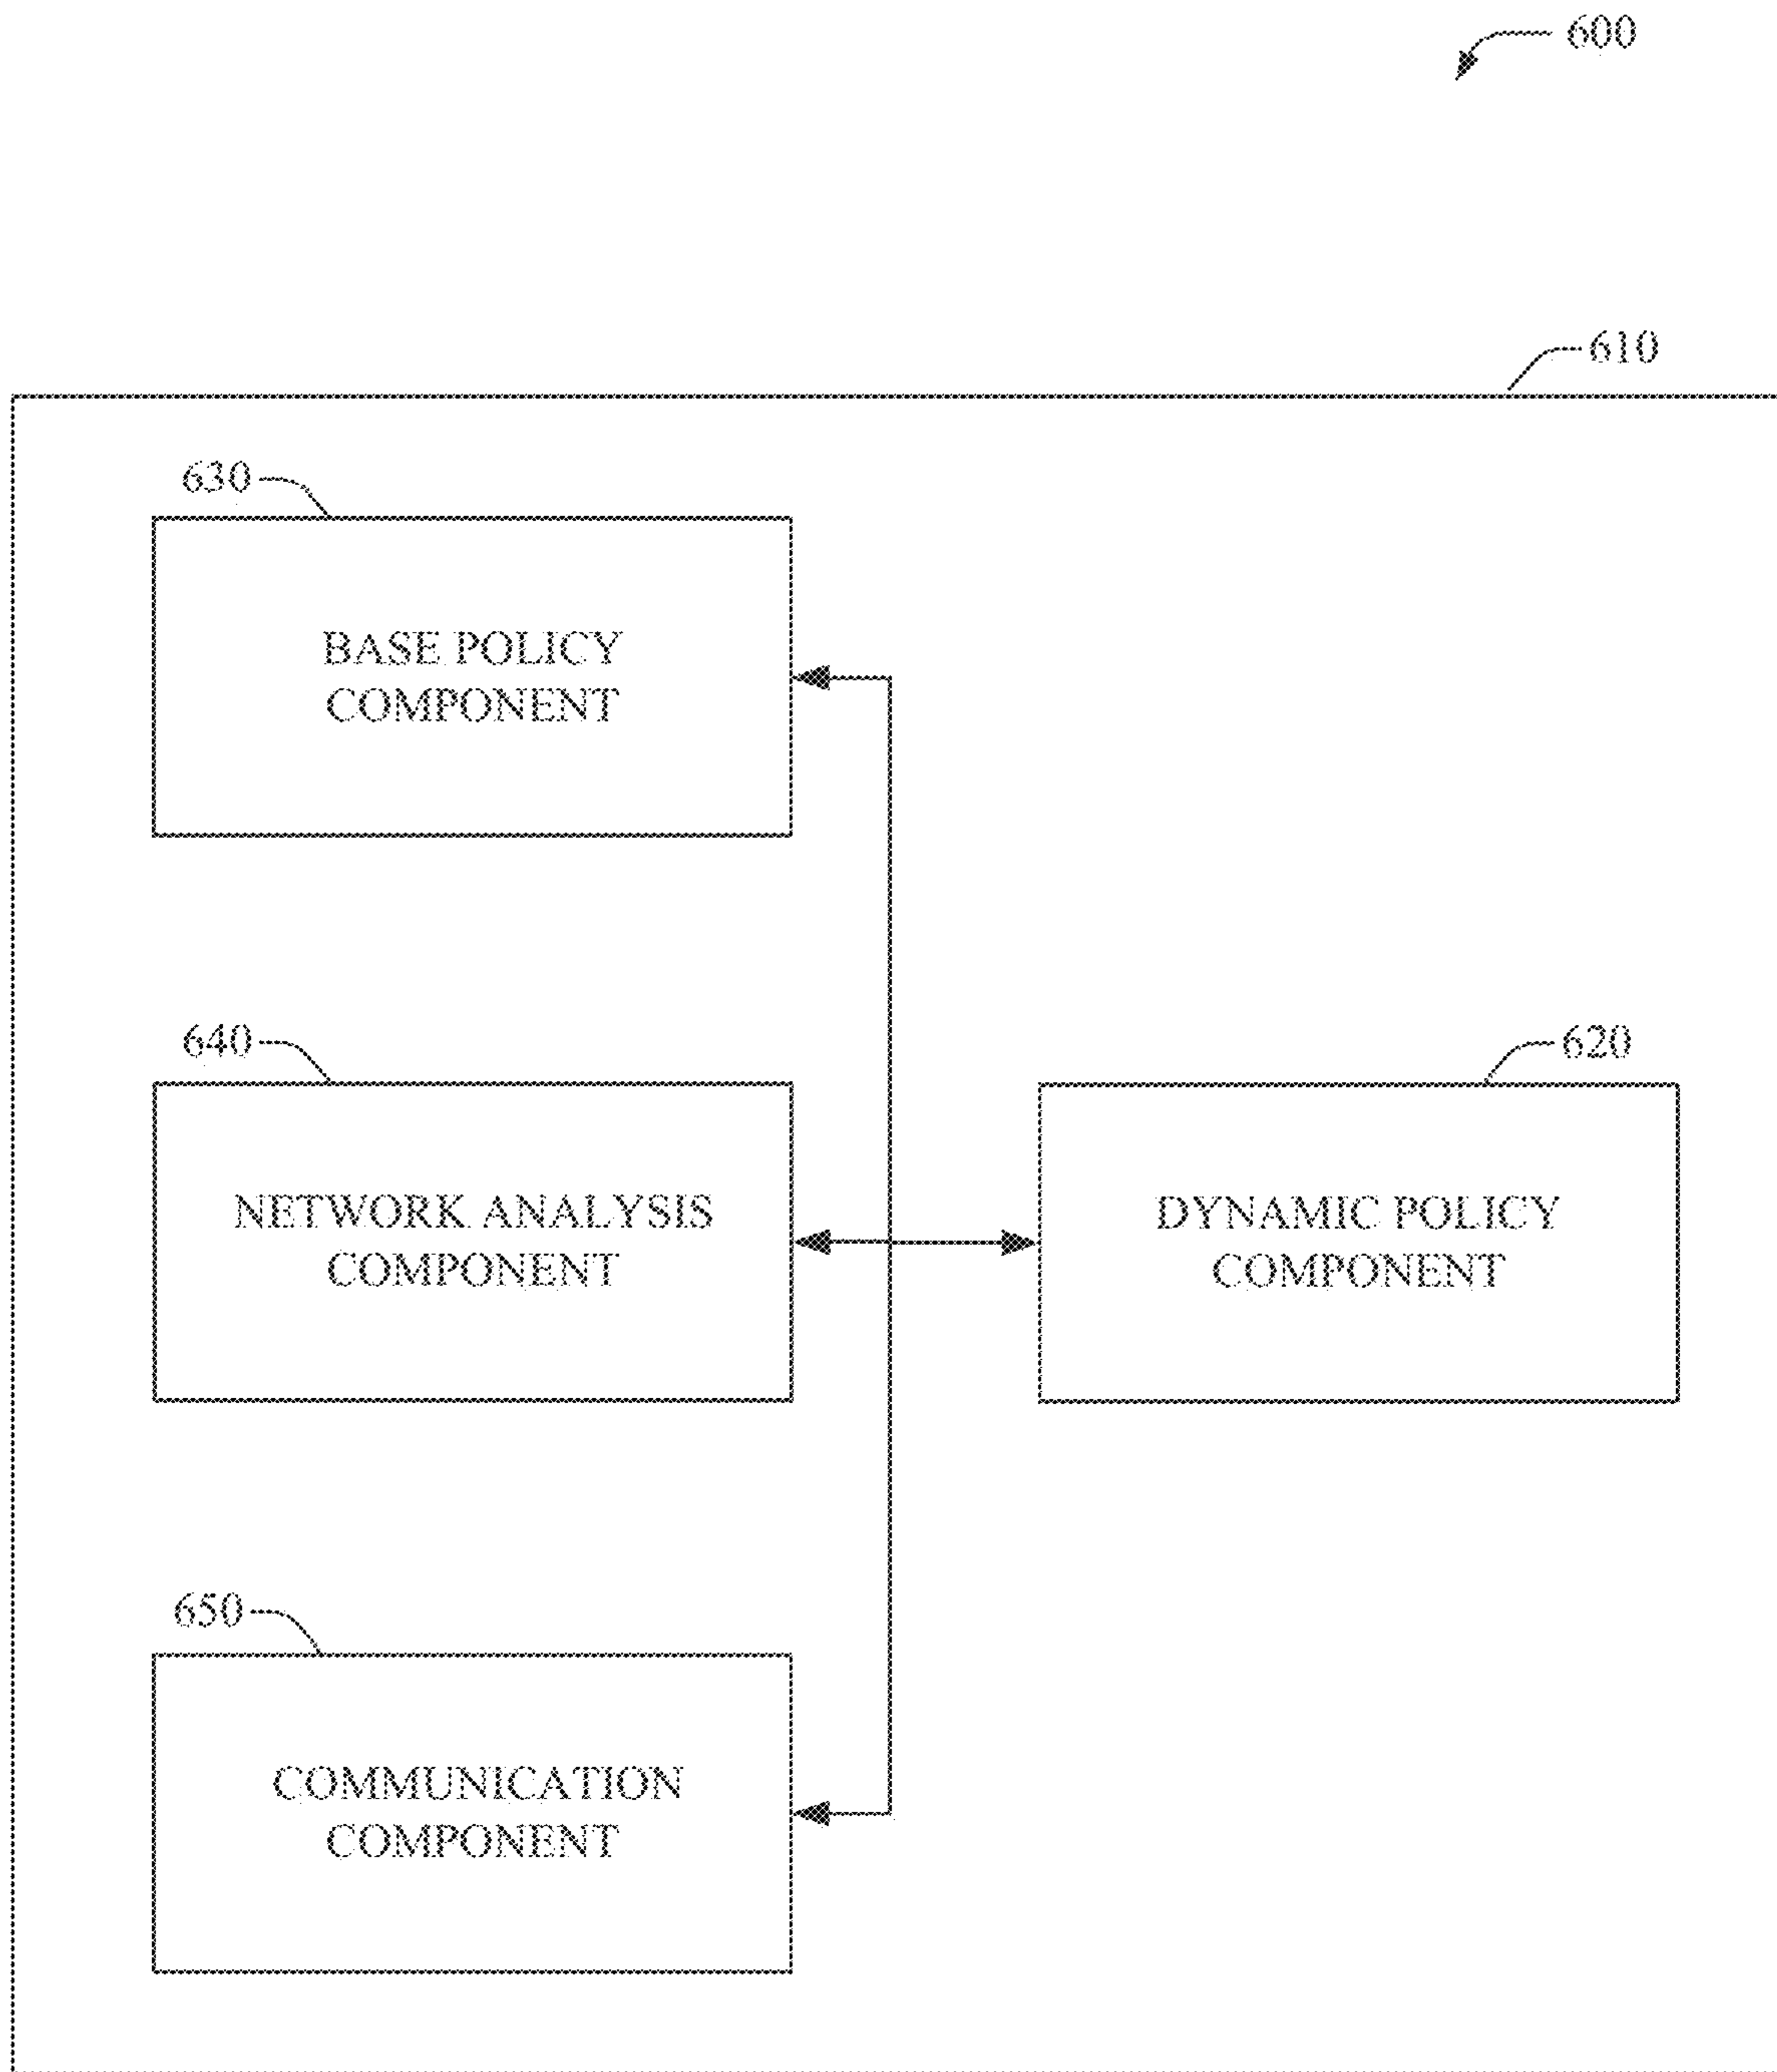 600
610
630
BASE POLICY
COMPONENT
640
NETWORK ANALYSIS
COMPONENT
620
DYNAMIC POLICY
COMPONENT
650
COMMUNICATION
COMPONENT